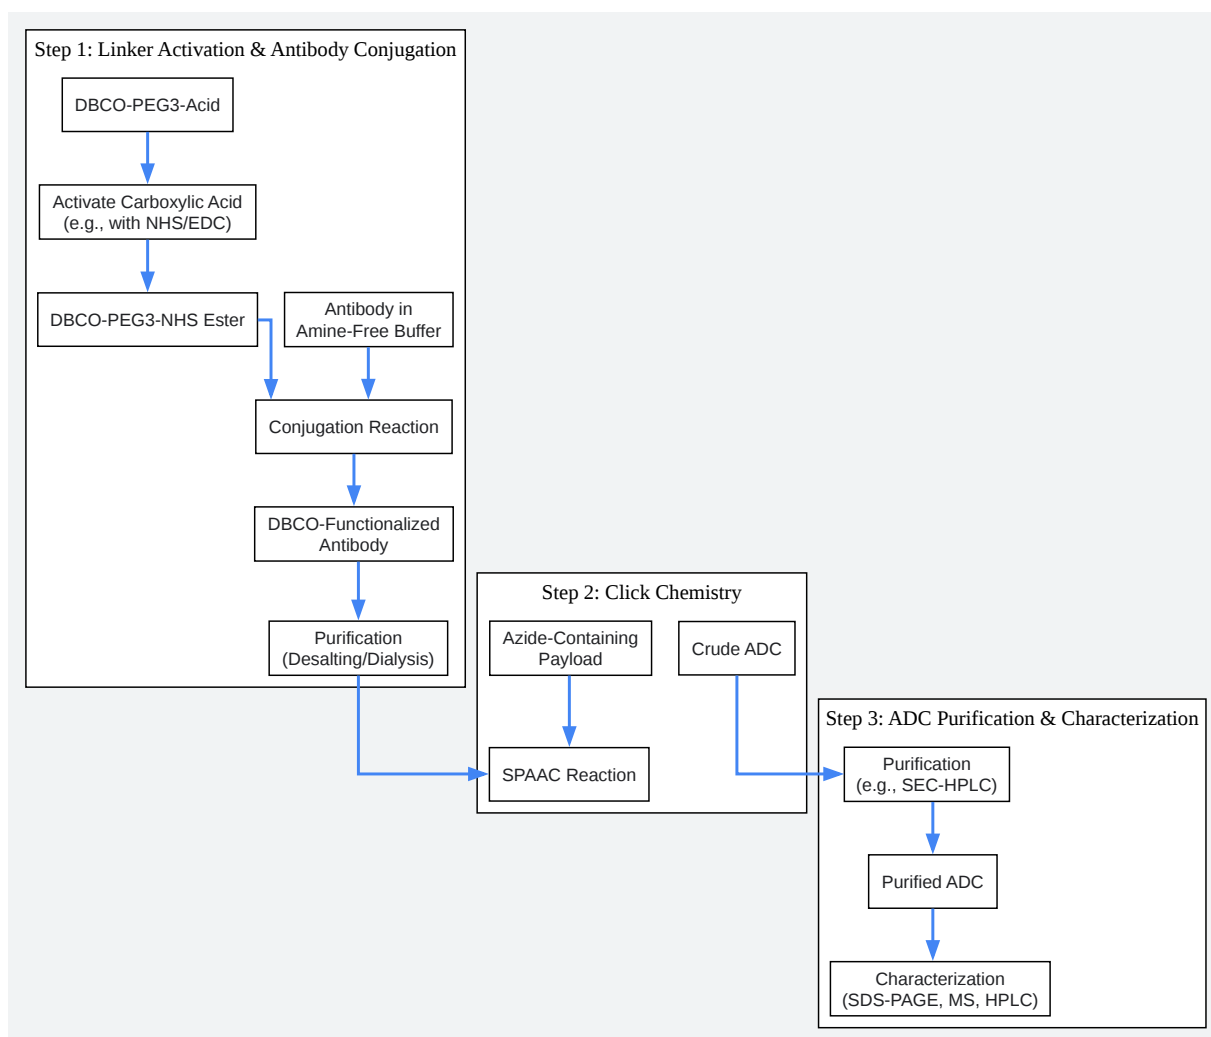 Step 1: Linker Activation & Antibody Conjugation
DBCO-PEG3-Acid
Activate Carboxylic Acid
(e.g., with NHS/EDC)
DBCO-PEG3-NHS Ester
Antibody in
Amine-Free Buffer
Conjugation Reaction
DBCO-Functionalized
Antibody
Purification
(Desalting/Dialysis)
Step 2: Click Chemistry
Azide-Containing
Payload
Crude ADC
SPAAC Reaction
Step 3: ADC Purification & Characterization
Purification
(e.g., SEC-HPLC)
Purified ADC
Characterization
(SDS-PAGE, MS, HPLC)